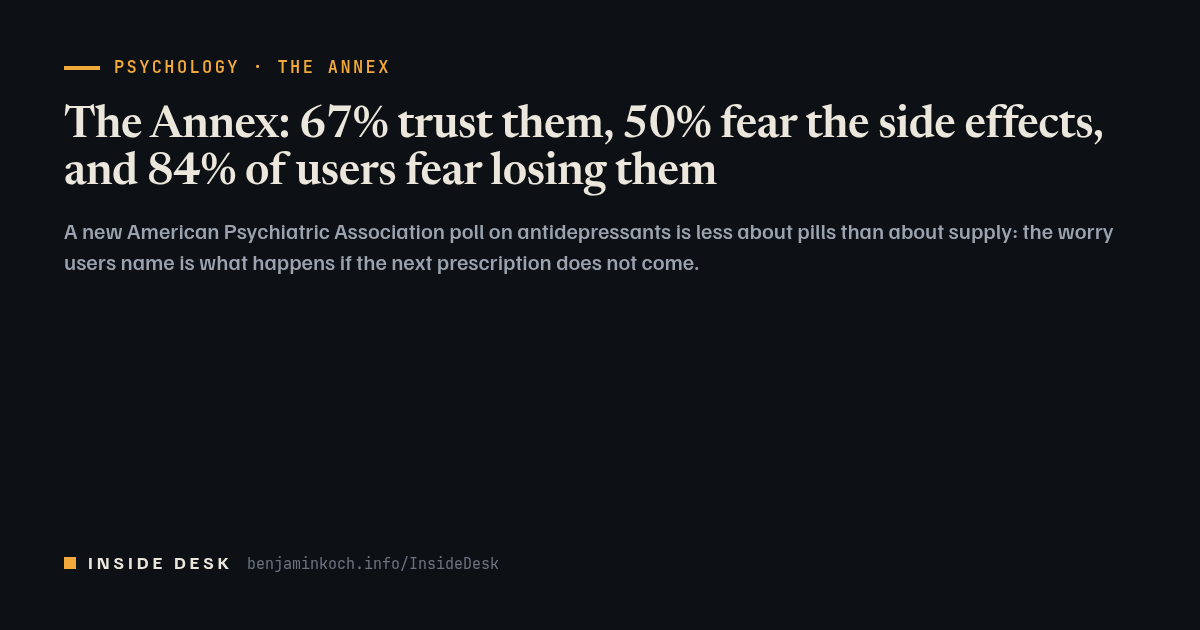 PSYCHOLOGY · THE ANNEX
The Annex: 67% trust them, 50% fear the side effects,
and 84% of users fear losing them
A new American Psychiatric Association poll on antidepressants is less about pills than about supply: the worry
users name is what happens if the next prescription does not come.
INSIDE DESK benjaminkoch.info/InsideDesk